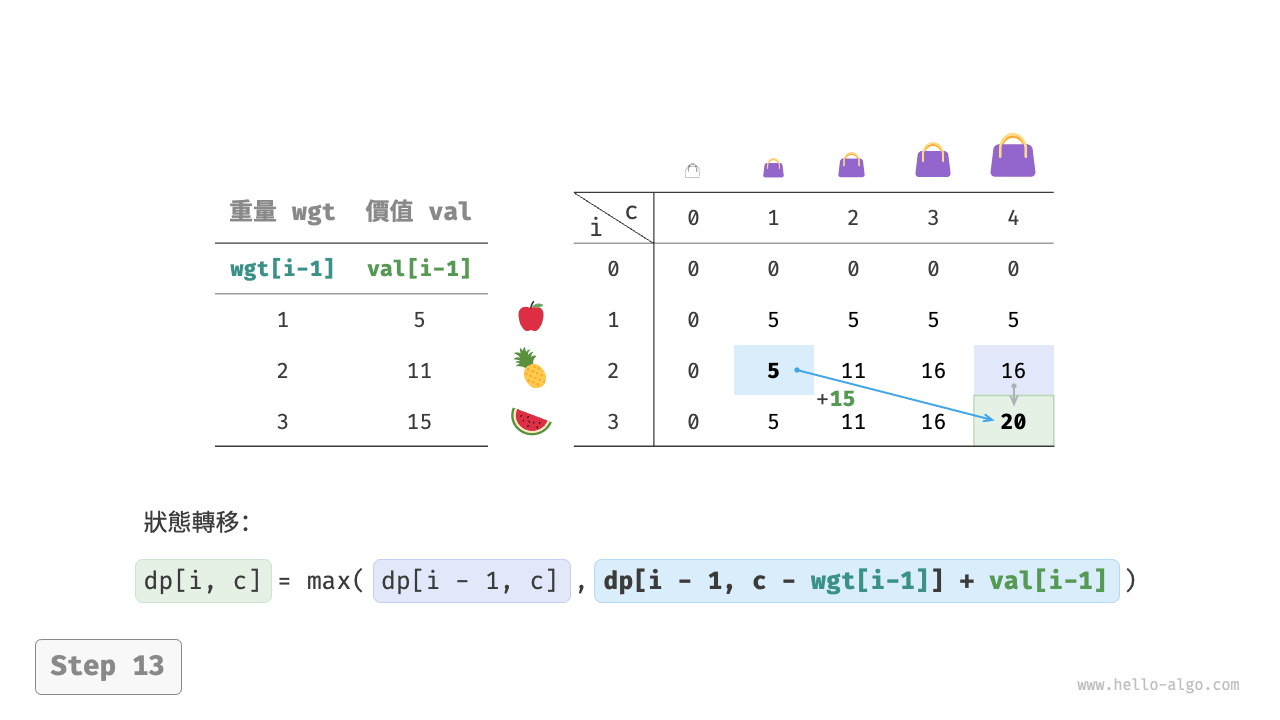 重量 wgt 價值 val
wgt[i-1] val[i-1]
1 5
2 11
3 15
i c 0 1 2 3 4
0 0 0 0 0 0
1 0 5 5 5 5
2 0 5 11 16 16
+15
3 0 5 11 16 20
狀態轉移:
dp[i, c] = max( dp[i - 1, c] , dp[i - 1, c - wgt[i-1]] + val[i-1] )
Step 13
www.hello-algo.com